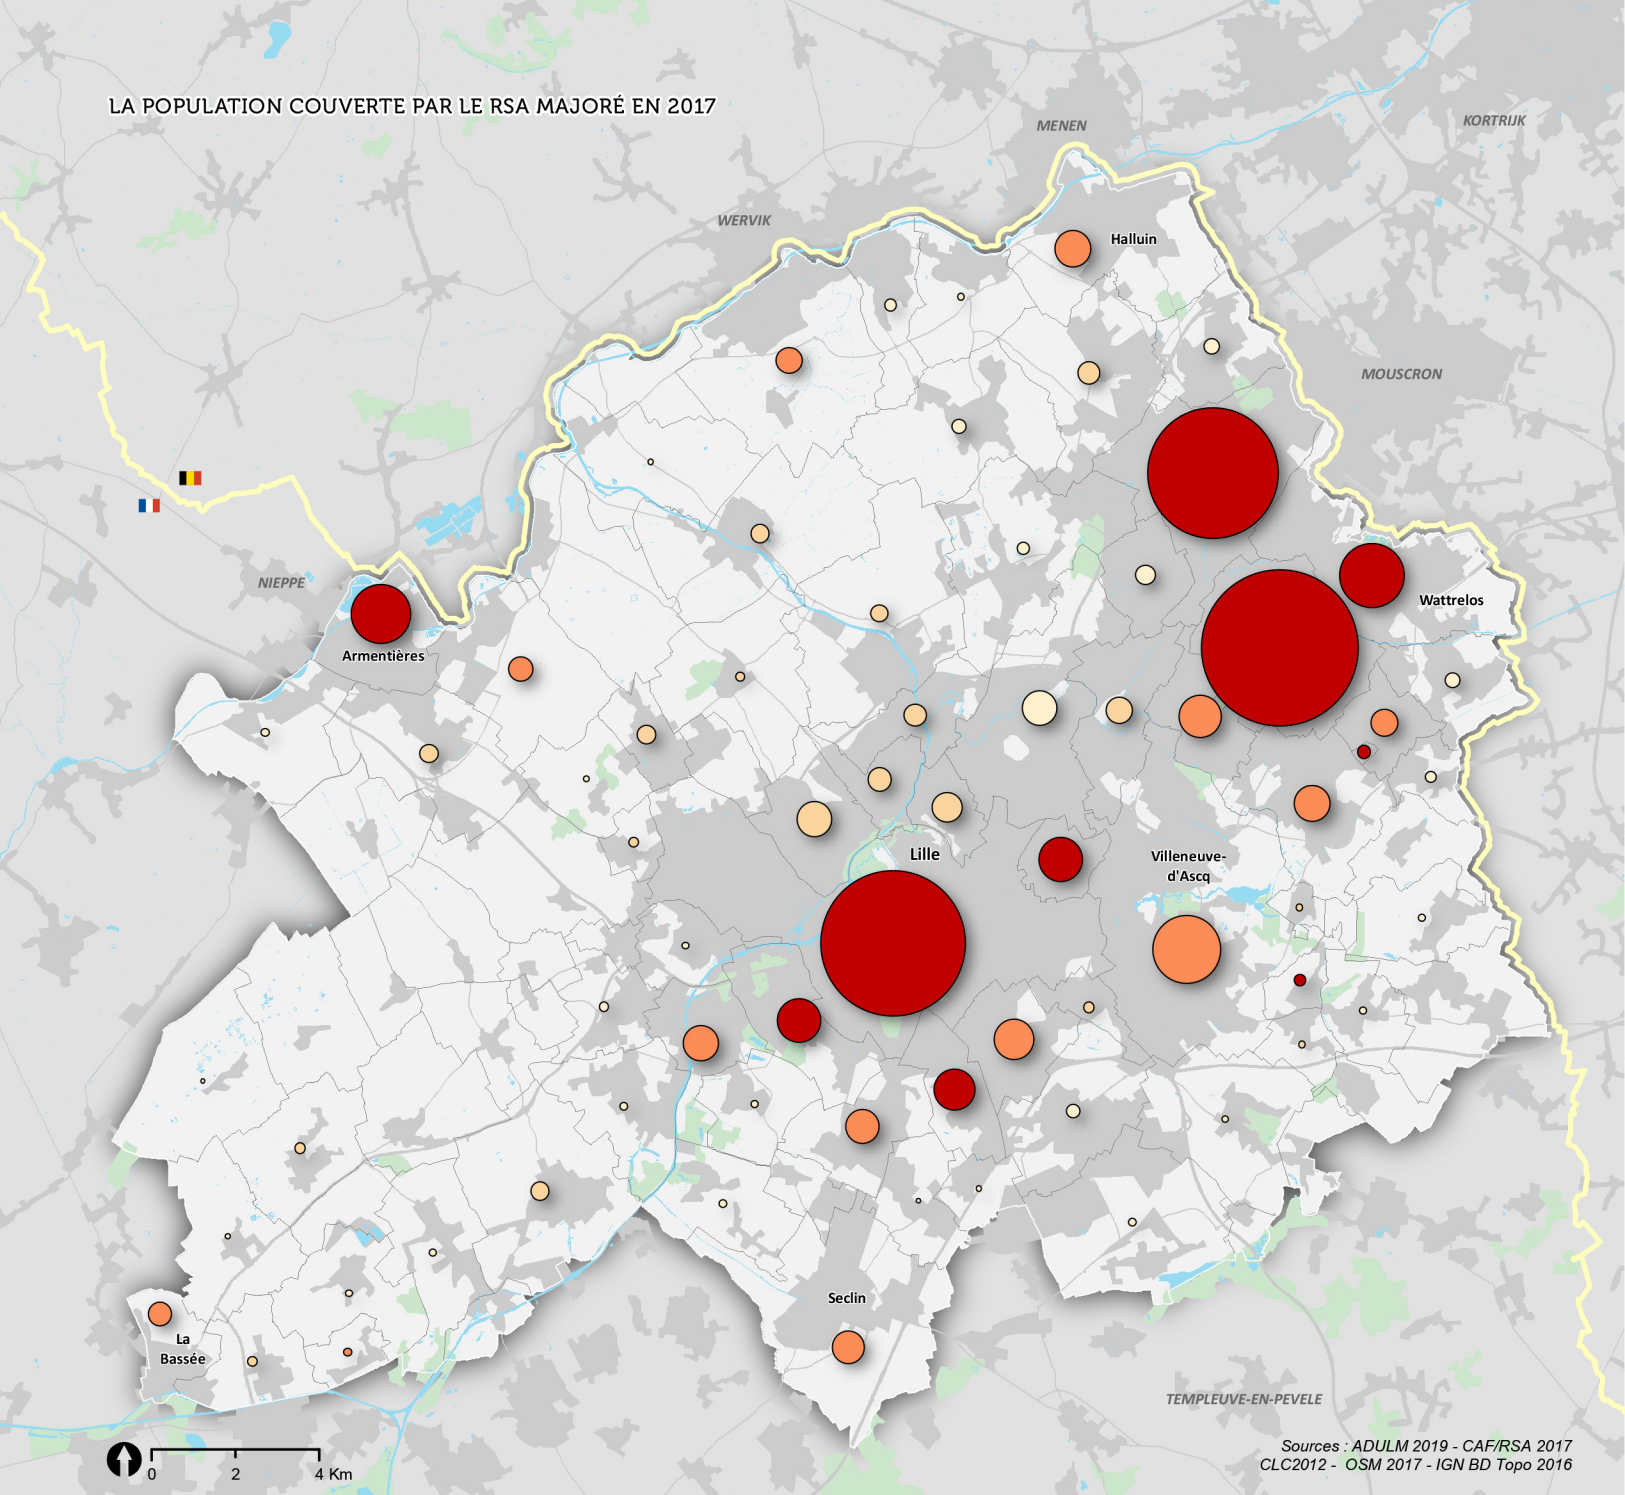 LA POPULATION COUVERTE PAR LE RSA MAJORÉ EN 2017
MENEN
KORTRIJK
WERVIK
Halluin
MOUSCRON
NIEPPE
Wattrelos
Armentières
Lille
Villeneuve-
d'Ascq
Seclin
La
Bassée
TEMPLEUVE-EN-PEVELE
Sources : ADULM 2019 - CAF/RSA 2017
CLC2012 - OSM 2017 - IGN BD Topo 2016
0 2 4 Km